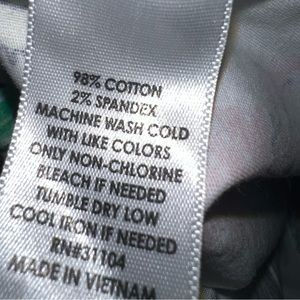 98% COTTON
2% SPANDEX
MACHINE WASH COLD
WITH LIKE COLORS
ONLY NON-CHLORINE
BLEACH IF NEEDED
TUMBLE DRY LOW
COOL IRON IF NEEDED
RN#31104
MADE IN VIETNAM